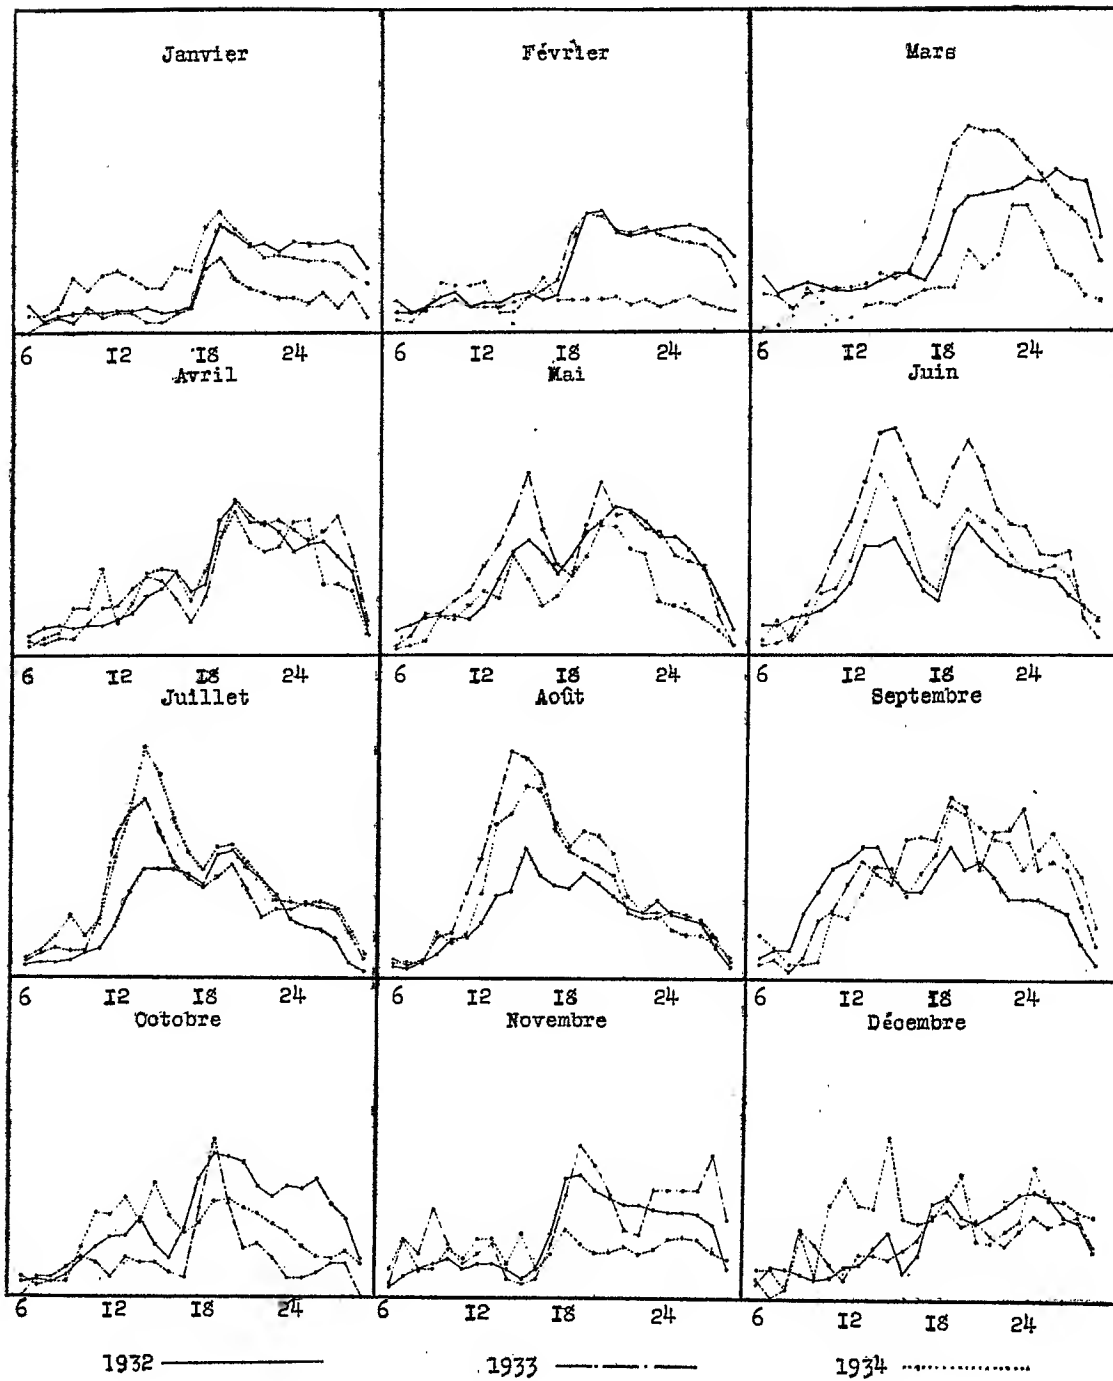 Janvier Février Mars
6 I2 I8 24 6 I2 I8 24 6 I2 I8 24
Avril Mai Juin
6 I2 I8 24 6 I2 I8 24 6 I2 I8 24
Juillet Août Septembre
6 I2 I8 24 6 I2 I8 24 6 I2 I8 24
Octobre Novembre Décembre
6 I2 I8 24 6 I2 I8 24 6 I2 I8 24
1932 1933 1934